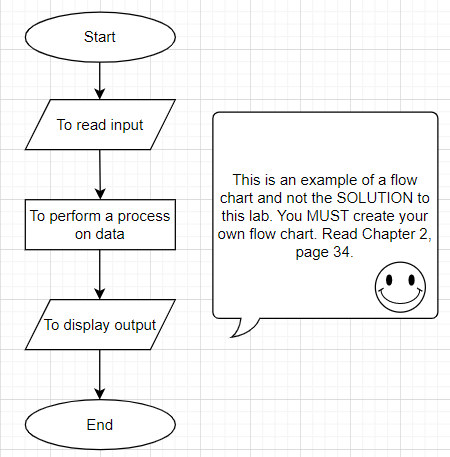 Start
To read input
To perform a process
on data
To display output
End
This is an example of a flow
chart and not the SOLUTION to
this lab. You MUST create your
own flow chart. Read Chapter 2,
page 34.